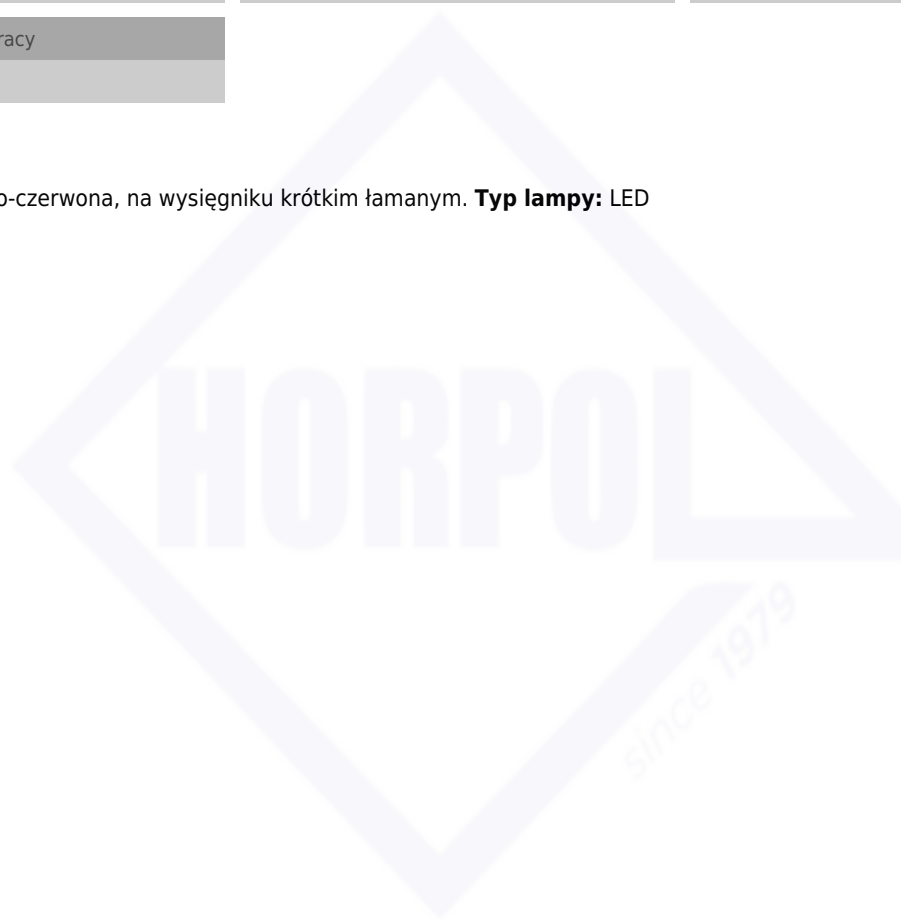 racy
o-czerwona, na wysięgniku krótkim łamanym. Typ lampy: LED
HORPOL
since 1979